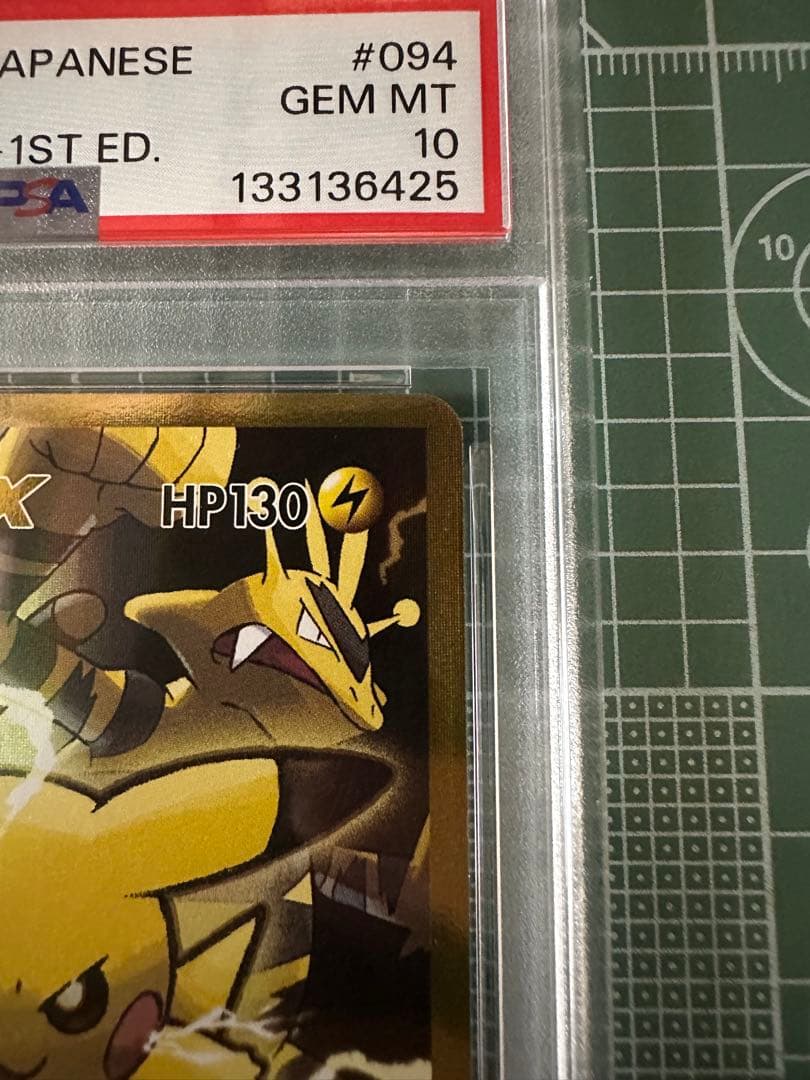 APANESE #094
GEM MT
-1ST ED. 10
PSA 133136425
X HP130
10